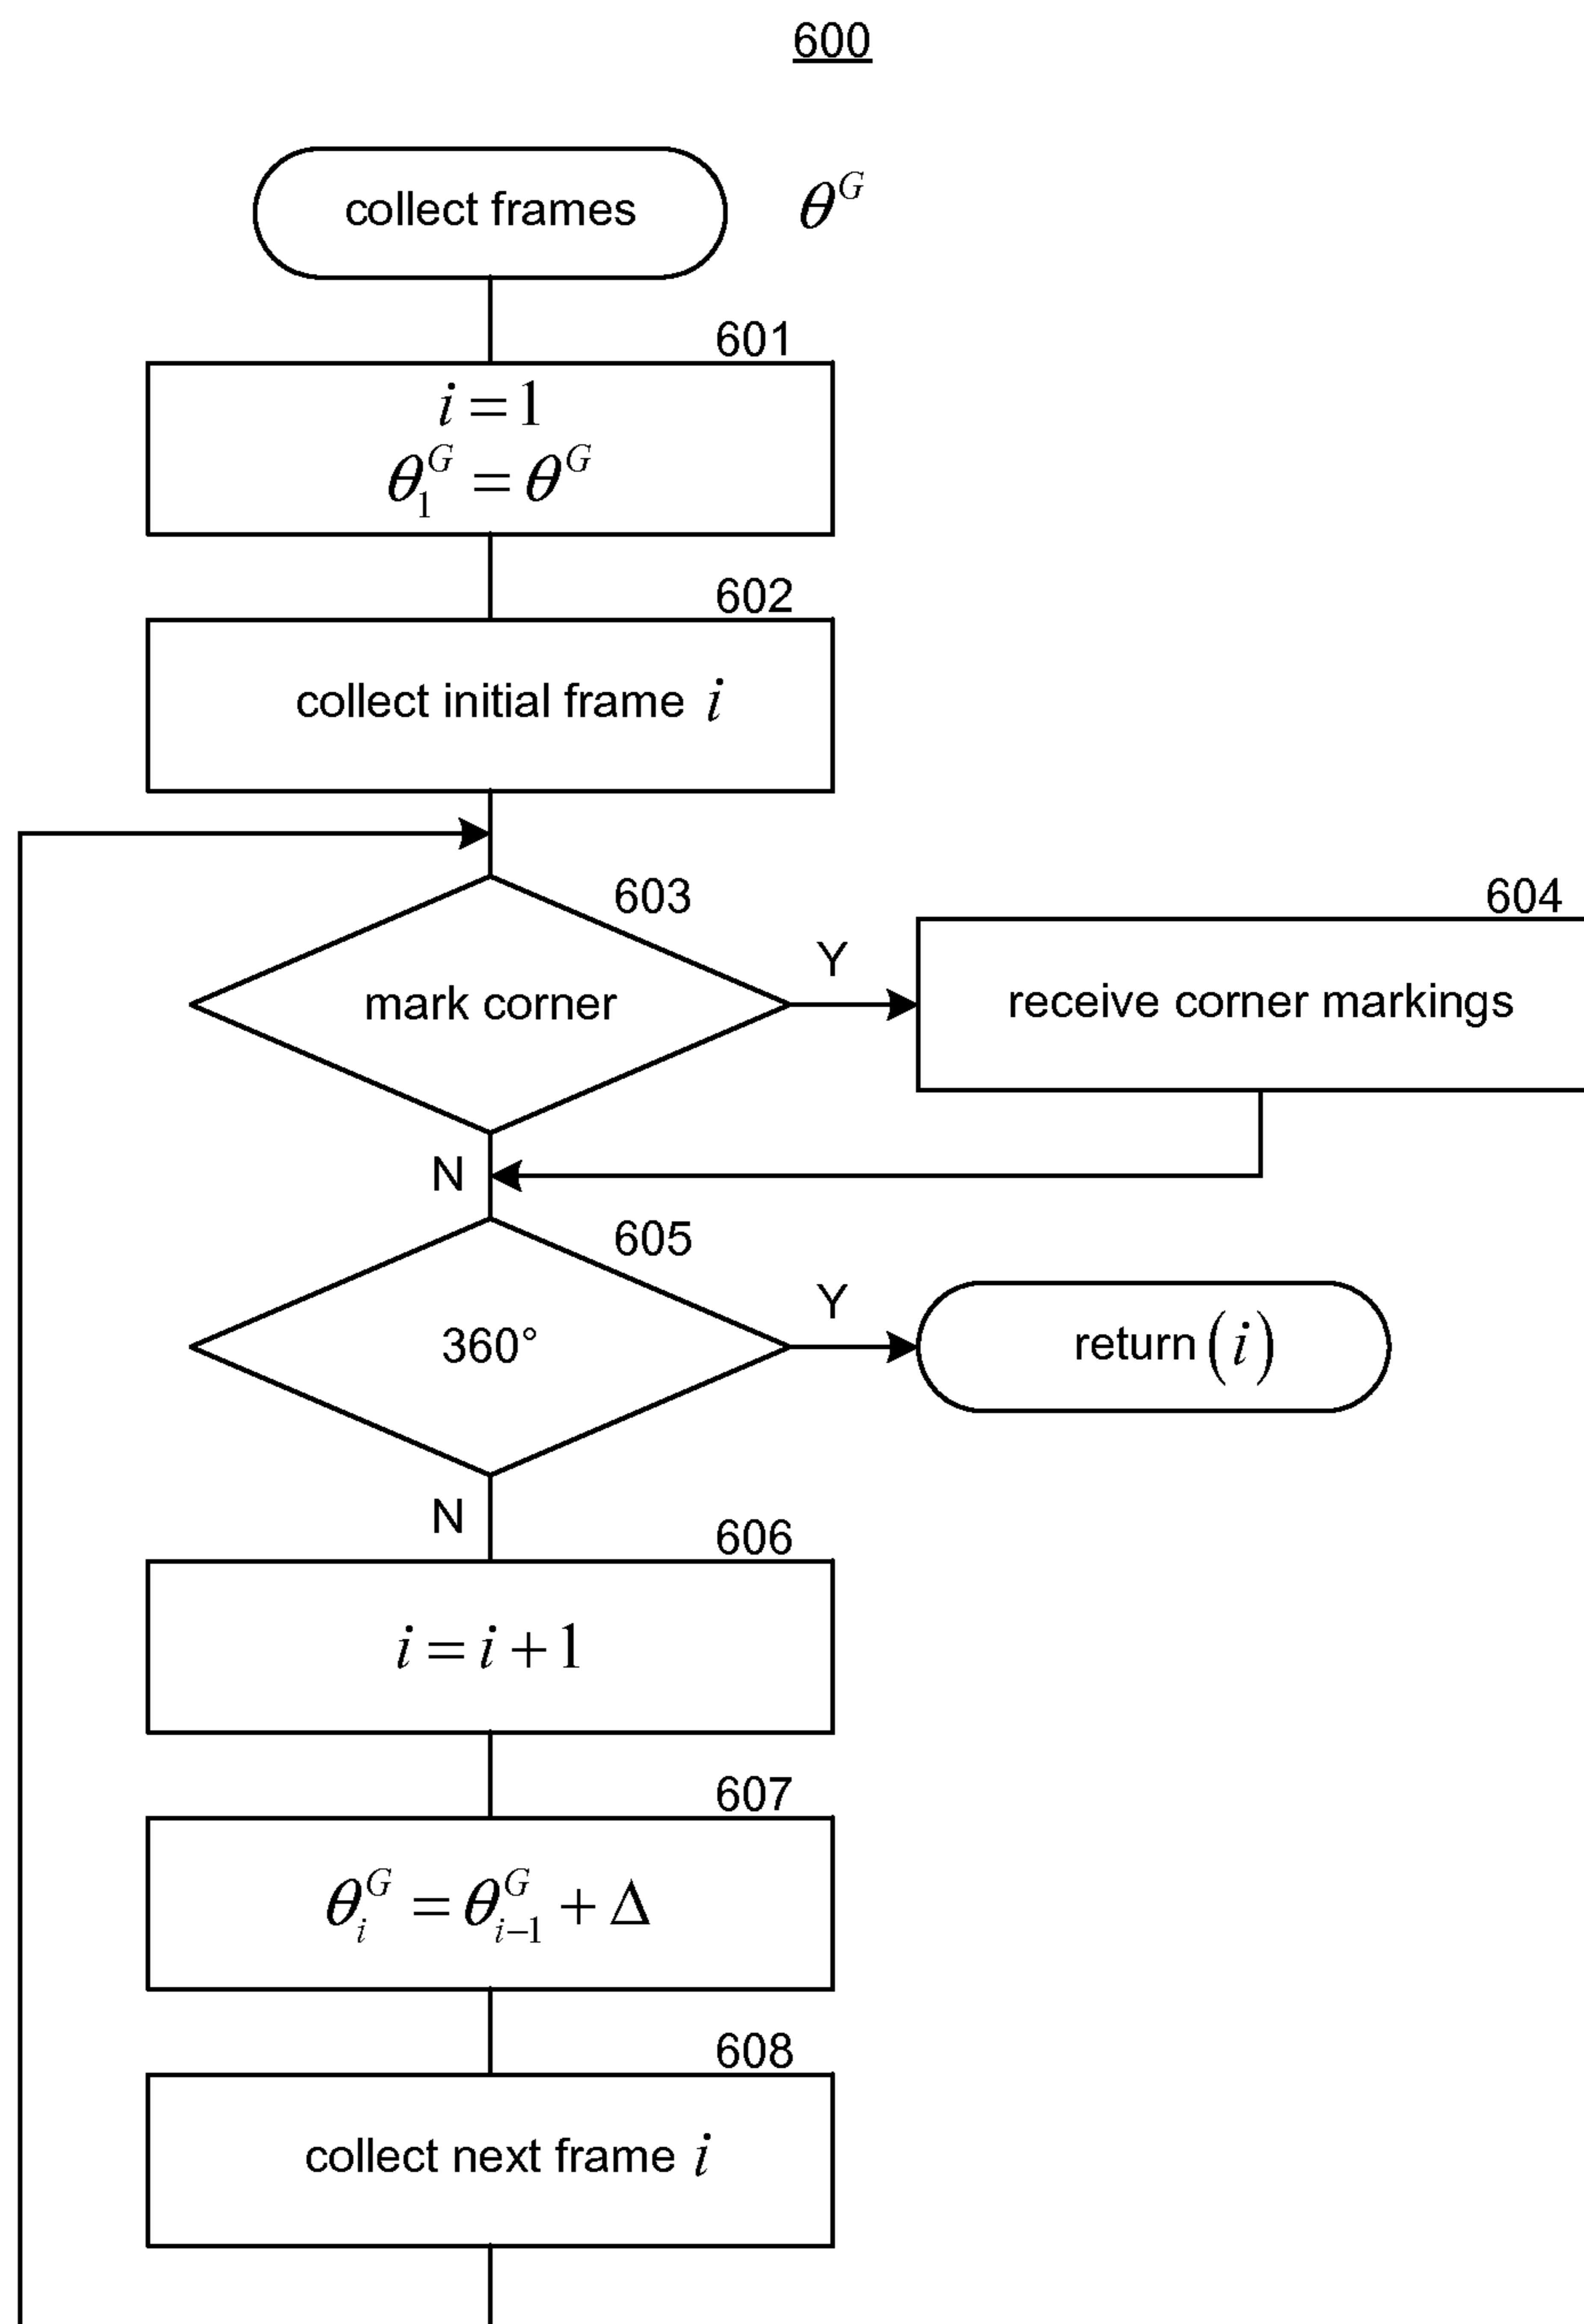 600
collect frames θ^G
601
i = 1
θ_1^G = θ^G
602
collect initial frame i
603
604
Y
mark corner
receive corner markings
N
605
Y
360°
return (i)
N
606
i = i + 1
607
θ_i^G = θ_{i−1}^G + Δ
608
collect next frame i